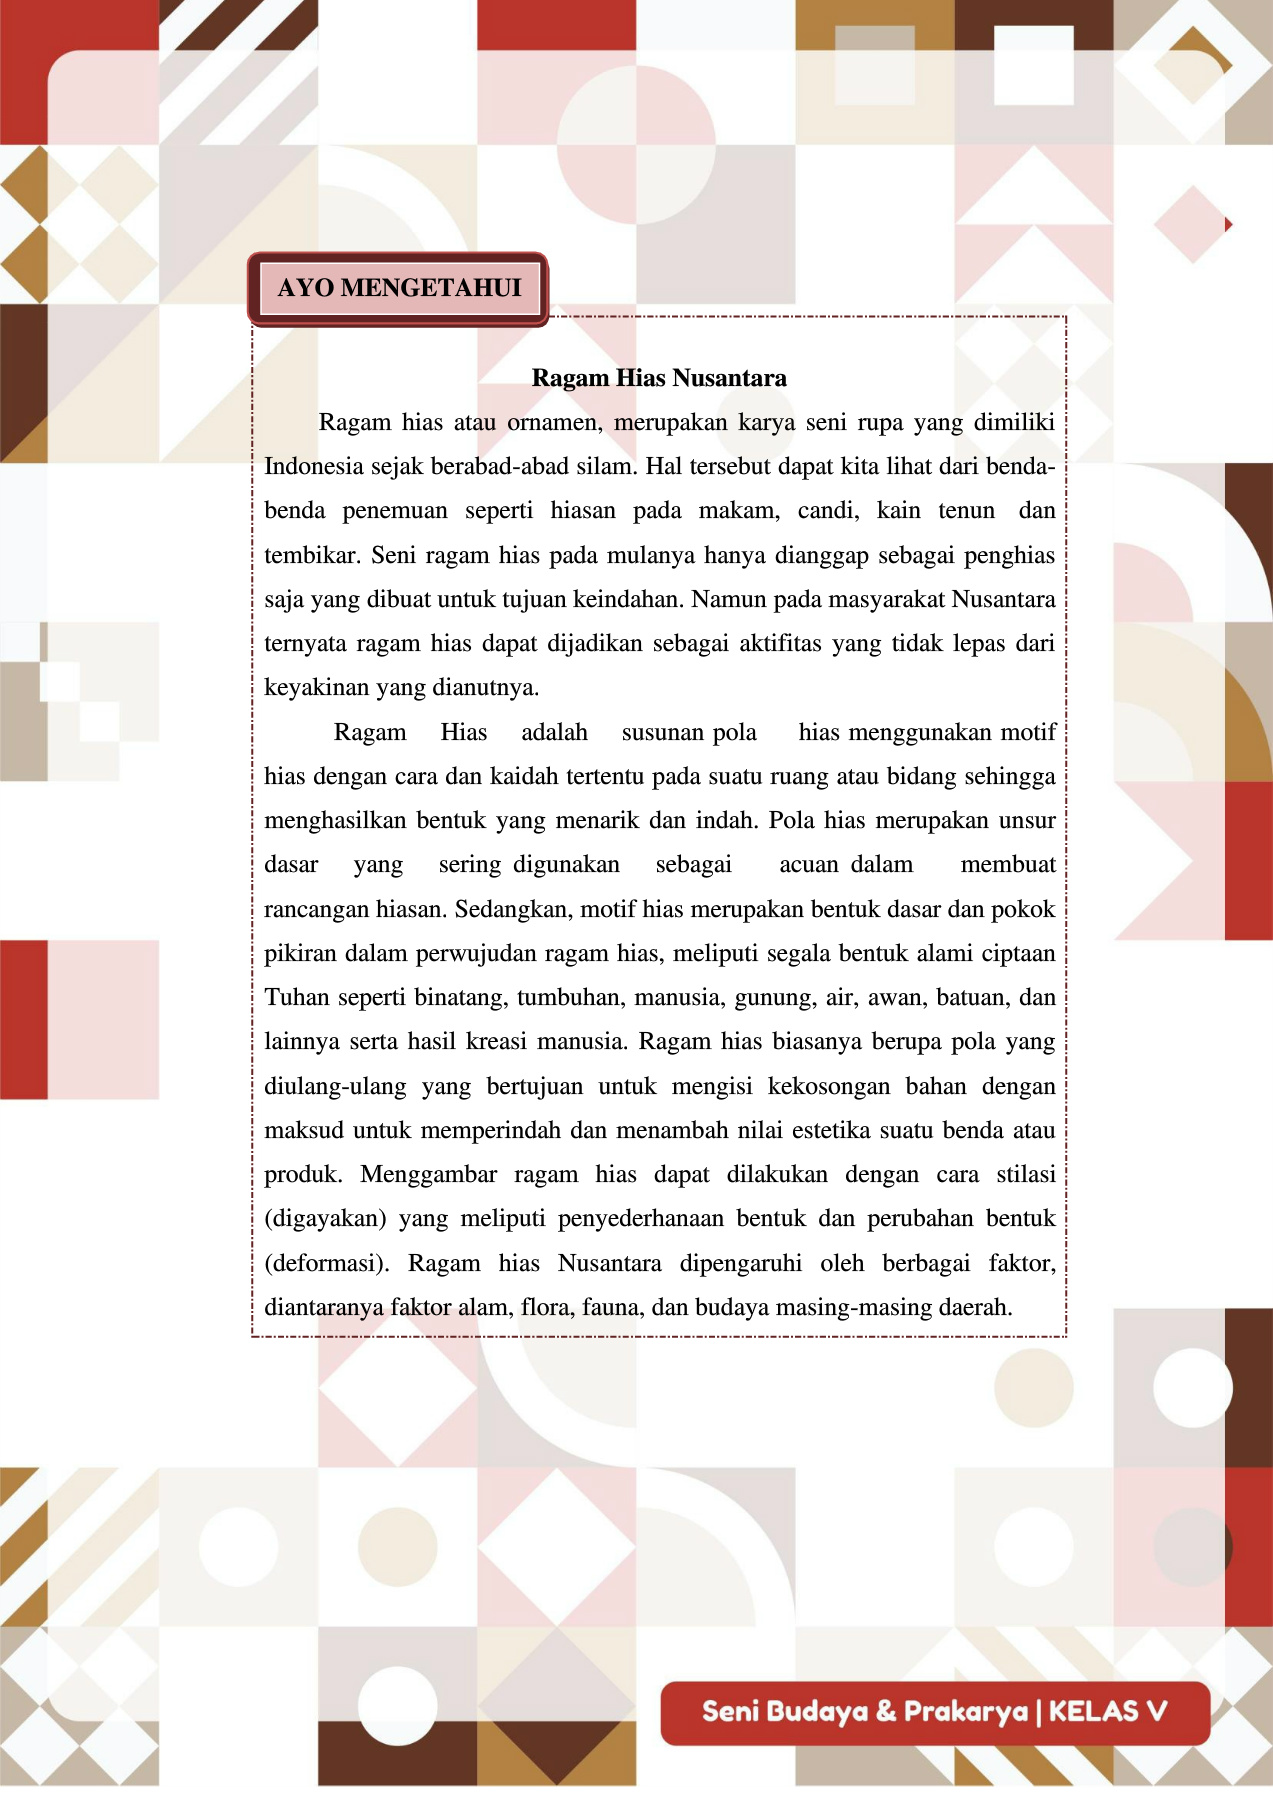 AYO MENGETAHUI
Ragam Hias Nusantara
Ragam hias atau ornamen, merupakan karya seni rupa yang dimiliki
Indonesia sejak berabad-abad silam. Hal tersebut dapat kita lihat dari benda-
benda penemuan seperti hiasan pada makam, candi, kain tenun dan
tembikar. Seni ragam hias pada mulanya hanya dianggap sebagai penghias
saja yang dibuat untuk tujuan keindahan. Namun pada masyarakat Nusantara
ternyata ragam hias dapat dijadikan sebagai aktifitas yang tidak lepas dari
keyakinan yang dianutnya.
Ragam Hias adalah susunan pola hias menggunakan motif
hias dengan cara dan kaidah tertentu pada suatu ruang atau bidang sehingga
menghasilkan bentuk yang menarik dan indah. Pola hias merupakan unsur
dasar yang sering digunakan sebagai acuan dalam membuat
rancangan hiasan. Sedangkan, motif hias merupakan bentuk dasar dan pokok
pikiran dalam perwujudan ragam hias, meliputi segala bentuk alami ciptaan
Tuhan seperti binatang, tumbuhan, manusia, gunung, air, awan, batuan, dan
lainnya serta hasil kreasi manusia. Ragam hias biasanya berupa pola yang
diulang-ulang yang bertujuan untuk mengisi kekosongan bahan dengan
maksud untuk memperindah dan menambah nilai estetika suatu benda atau
produk. Menggambar ragam hias dapat dilakukan dengan cara stilasi
(digayakan) yang meliputi penyederhanaan bentuk dan perubahan bentuk
(deformasi). Ragam hias Nusantara dipengaruhi oleh berbagai faktor,
diantaranya faktor alam, flora, fauna, dan budaya masing-masing daerah.
Seni Budaya & Prakarya | KELAS V